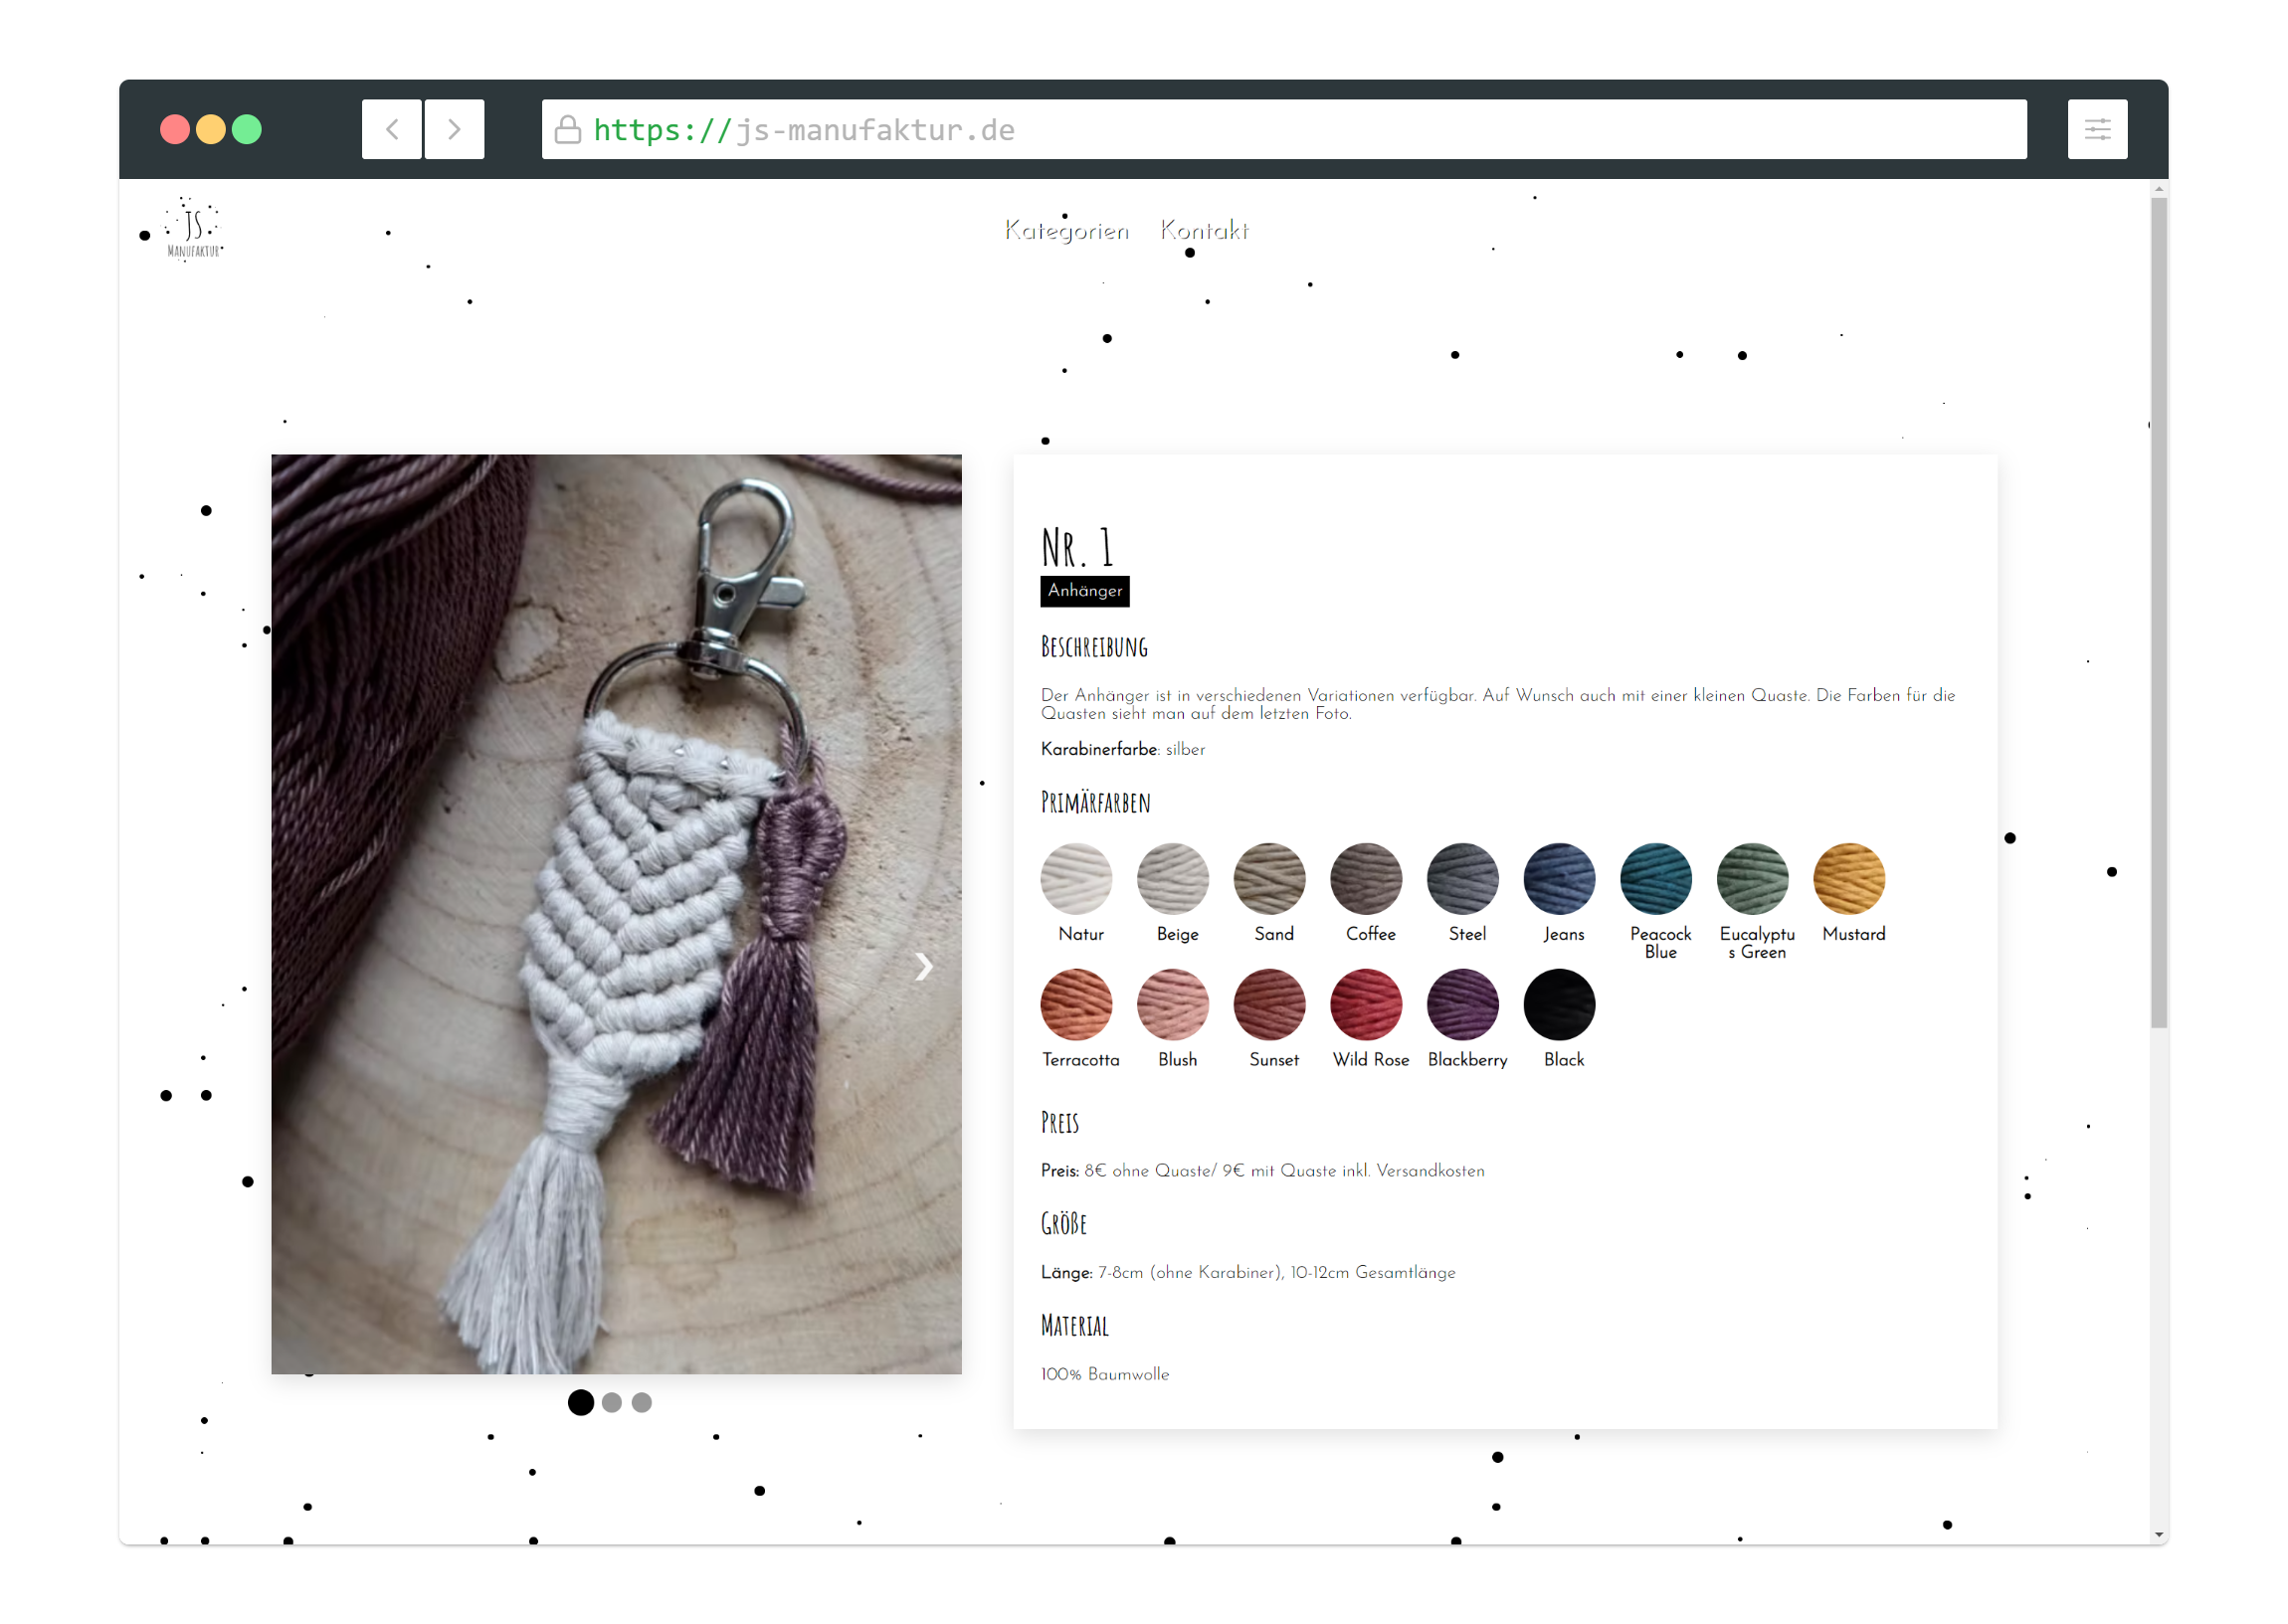 https://js-manufaktur.de
JS
Manufaktur
Kategorien Kontakt
Nr. 1
Anhänger
Beschreibung
Der Anhänger ist in verschiedenen Variationen verfügbar. Auf Wunsch auch mit einer kleinen Quaste. Die Farben für die
Quasten sieht man auf dem letzten Foto.
Karabinerfarbe: silber
Primärfarben
Natur Beige Sand Coffee Steel Jeans Peacock Eucalyptu Mustard
Blue s Green
Terracotta Blush Sunset Wild Rose Blackberry Black
Preis
Preis: 8€ ohne Quaste/ 9€ mit Quaste inkl. Versandkosten
Größe
Länge: 7-8cm (ohne Karabiner), 10-12cm Gesamtlänge
Material
100% Baumwolle